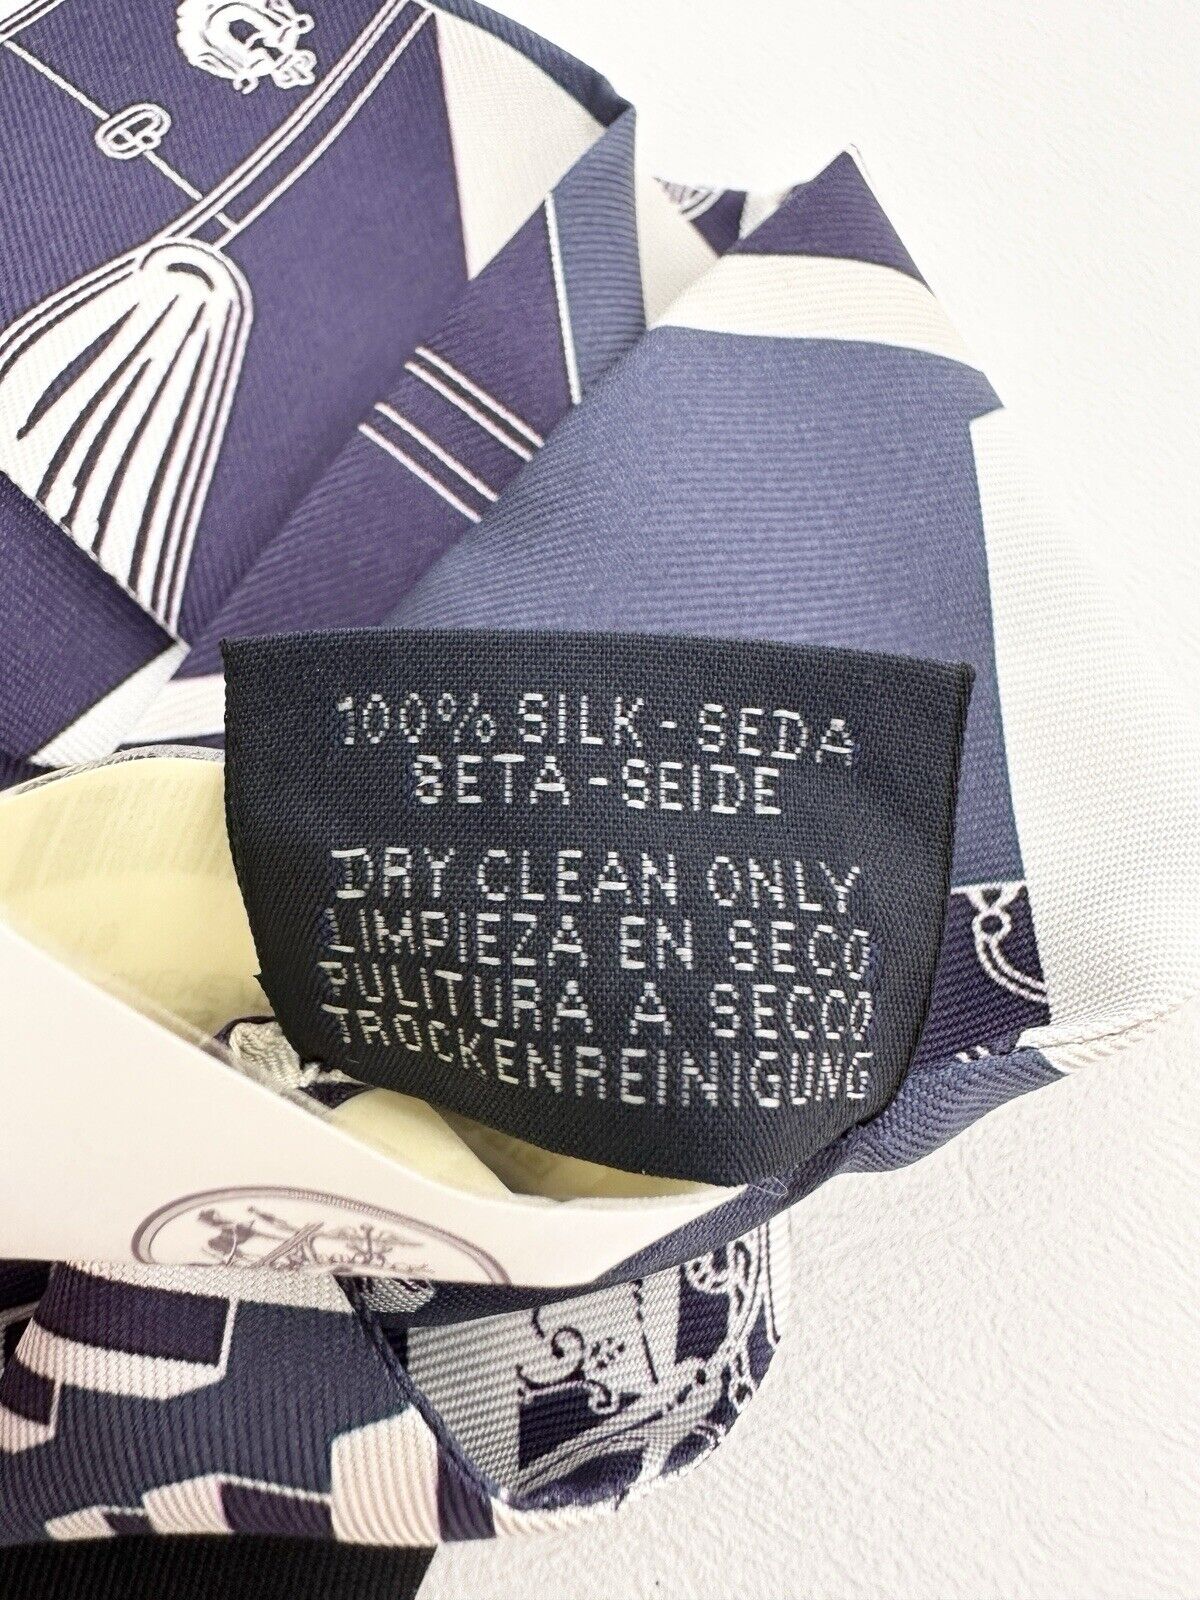 100% SILK-SEDA
SETA-SEIDE
DRY CLEAN ONLY
LIMPIEZA EN SECO
PULITURA A SECCO
TROCKENREINIGUNG